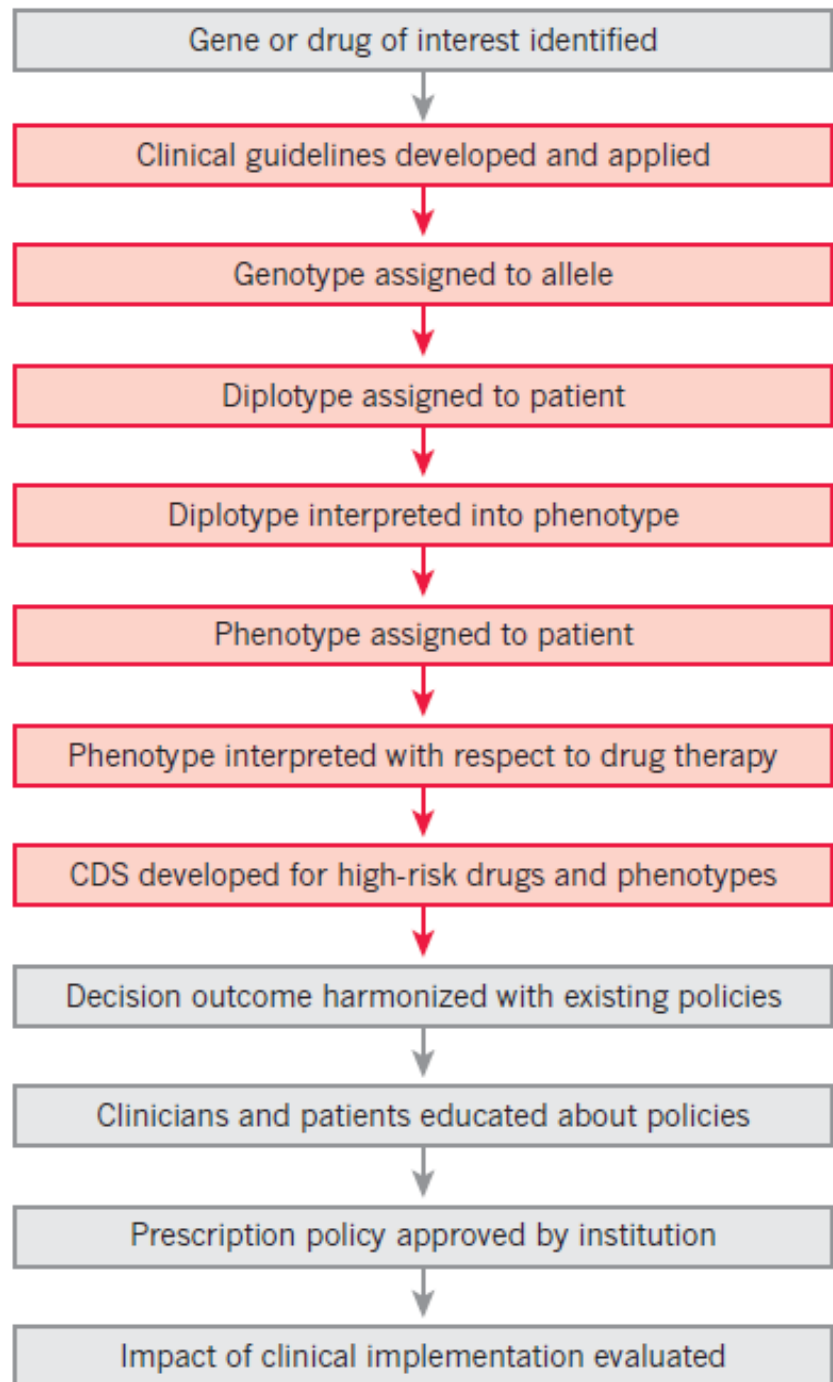 Gene or drug of interest identified
Clinical guidelines developed and applied
Genotype assigned to allele
Diplotype assigned to patient
Diplotype interpreted into phenotype
Phenotype assigned to patient
Phenotype interpreted with respect to drug therapy
CDS developed for high-risk drugs and phenotypes
Decision outcome harmonized with existing policies
Clinicians and patients educated about policies
Prescription policy approved by institution
Impact of clinical implementation evaluated